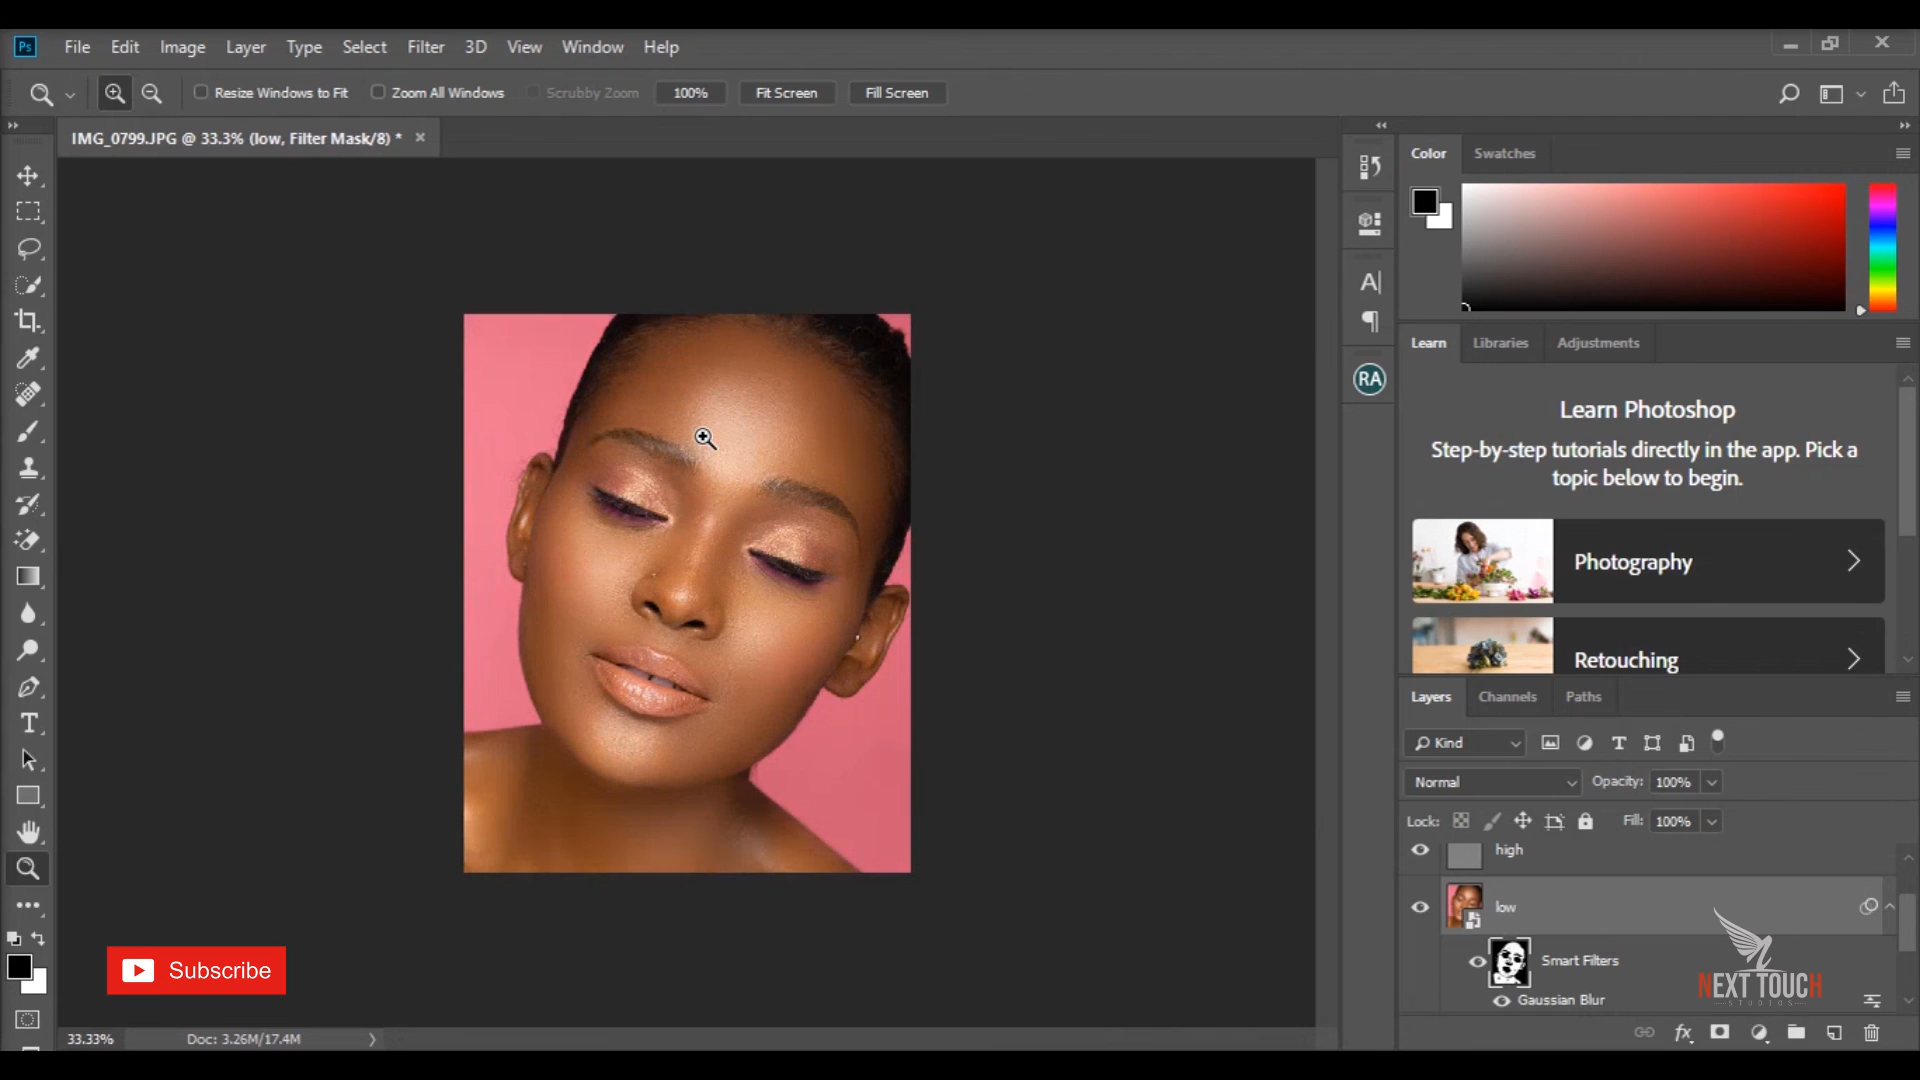 Ps File Edit Image Layer Type Select Filter 3D View Window Help
Resize Windows to Fit Zoom All Windows Scrubby Zoom 100% Fit Screen Fill Screen
IMG_0799.JPG @ 33.3% (low, Filter Mask/8) *
Color Swatches
A|
RA
Learn Libraries Adjustments
Learn Photoshop
Step-by-step tutorials directly in the app. Pick a
topic below to begin.
Photography
Retouching
Layers Channels Paths
Kind
Normal Opacity: 100%
Lock: Fill: 100%
high
low
Smart Filters
Gaussian Blur
fx
Subscribe
NEXT TOUCH
STUDIOS
33.33% Doc: 3.26M/17.4M